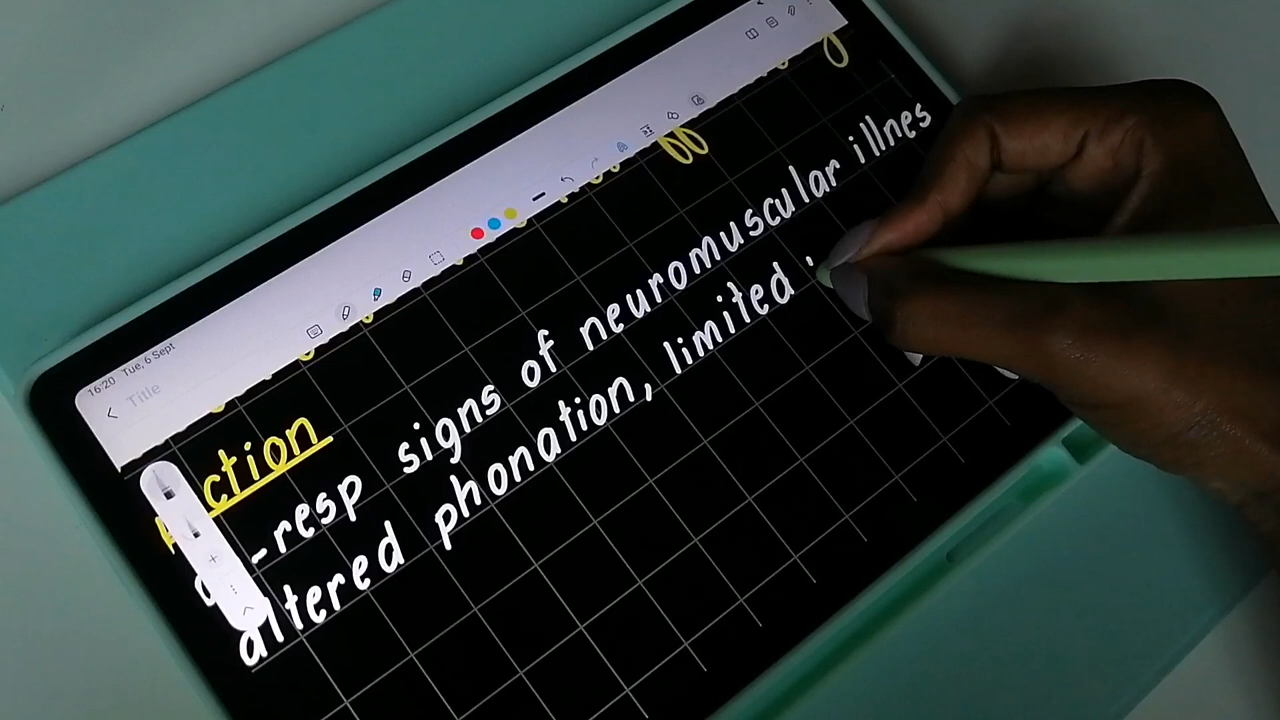 16:20 Tue, 6 Sept
Title
ction
-resp signs of neuromuscular illnes
altered phonation, limited